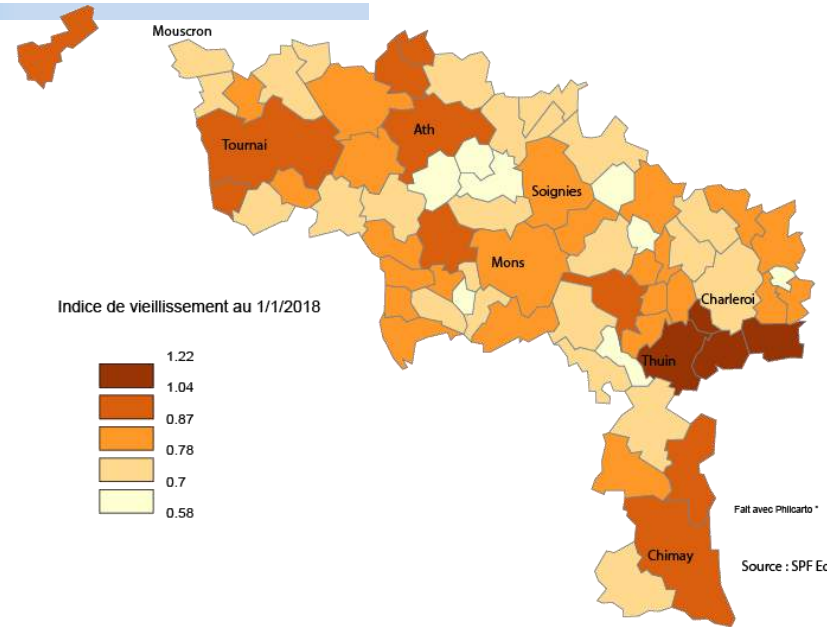 Mouscron
Ath
Tournai
Soignies
Mons
Indice de vieillissement au 1/1/2018
Charleroi
1.22
Thuin
1.04
0.87
0.78
0.7
0.58
Fait avec Philcarto *
Chimay
Source : SPF Ec